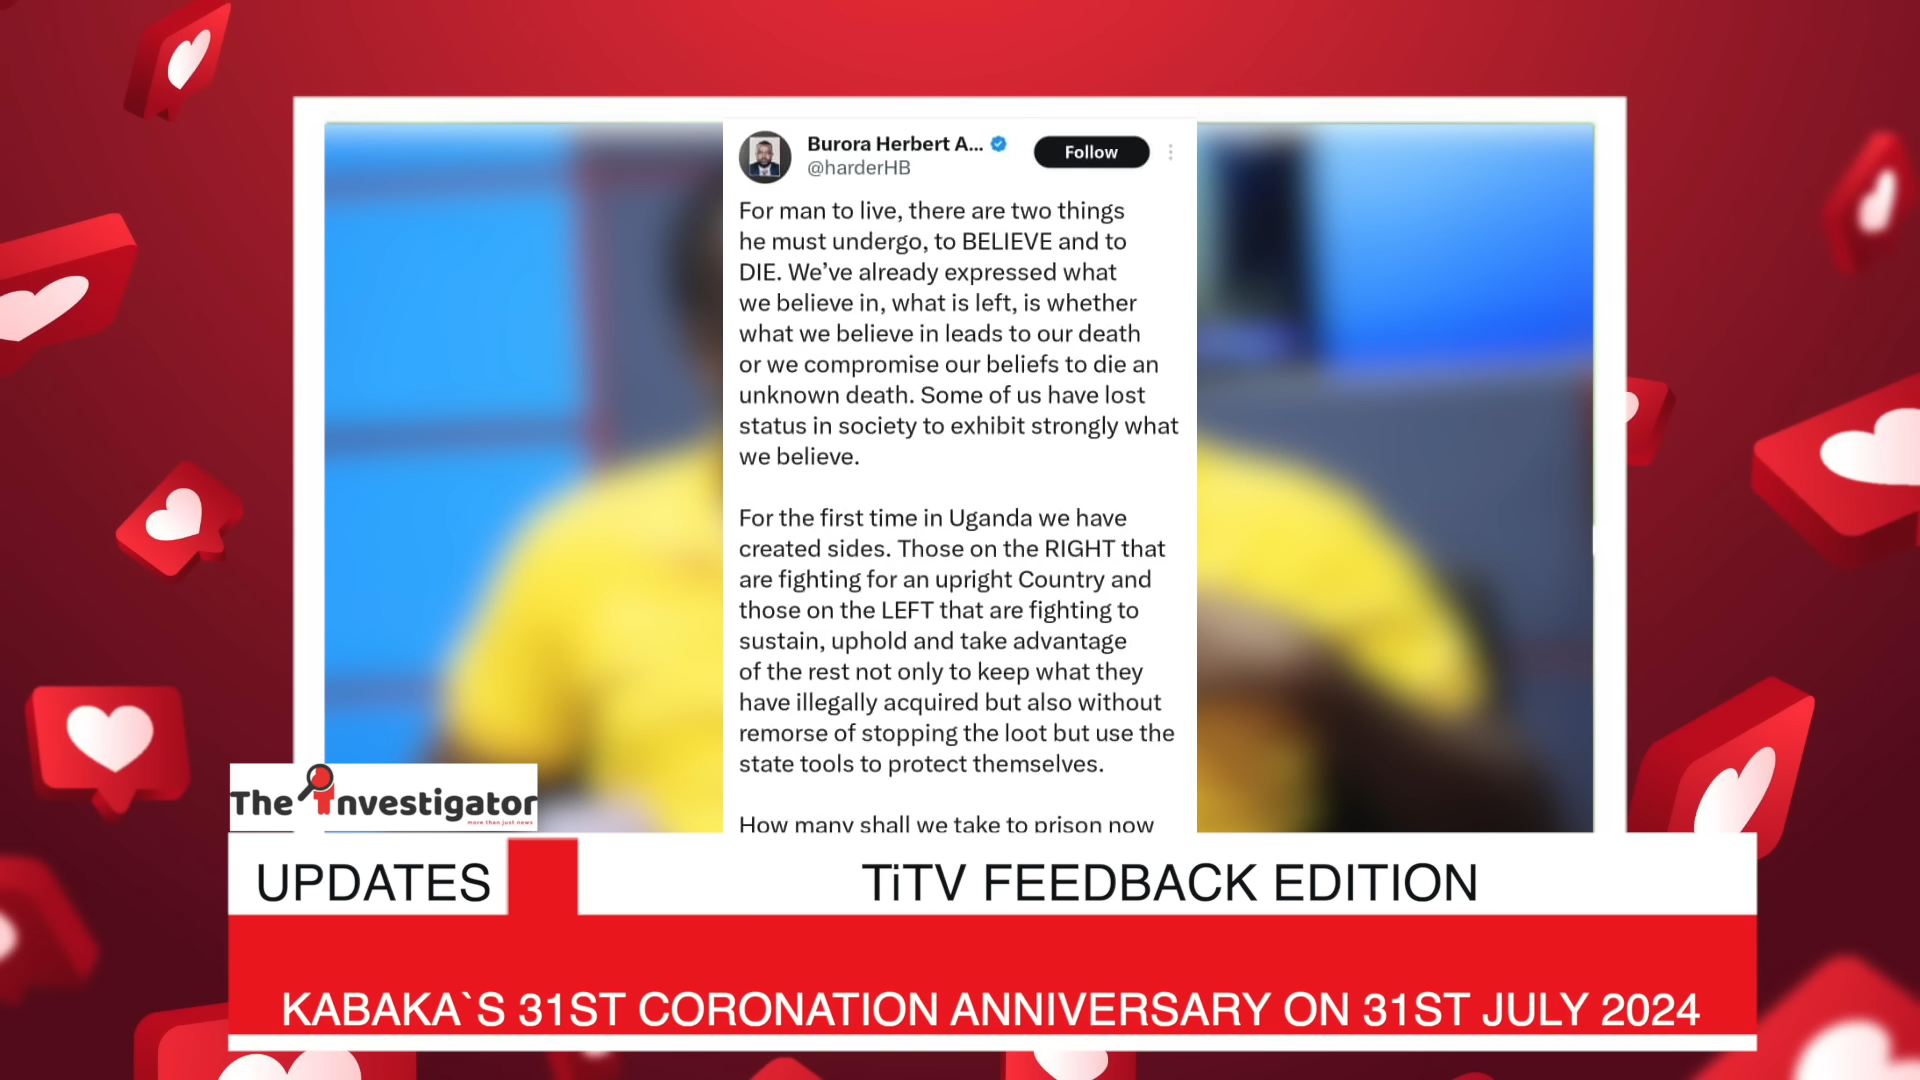 Burora Herbert A...
Follow
@harderHB
For man to live, there are two things
he must undergo, to BELIEVE and to
DIE. We’ve already expressed what
we believe in, what is left, is whether
what we believe in leads to our death
or we compromise our beliefs to die an
unknown death. Some of us have lost
status in society to exhibit strongly what
we believe.
For the first time in Uganda we have
created sides. Those on the RIGHT that
are fighting for an upright Country and
those on the LEFT that are fighting to
sustain, uphold and take advantage
of the rest not only to keep what they
have illegally acquired but also without
remorse of stopping the loot but use the
state tools to protect themselves.
How many shall we take to prison now
The investigator
more than just news
UPDATES
TiTV FEEDBACK EDITION
KABAKA`S 31ST CORONATION ANNIVERSARY ON 31ST JULY 2024